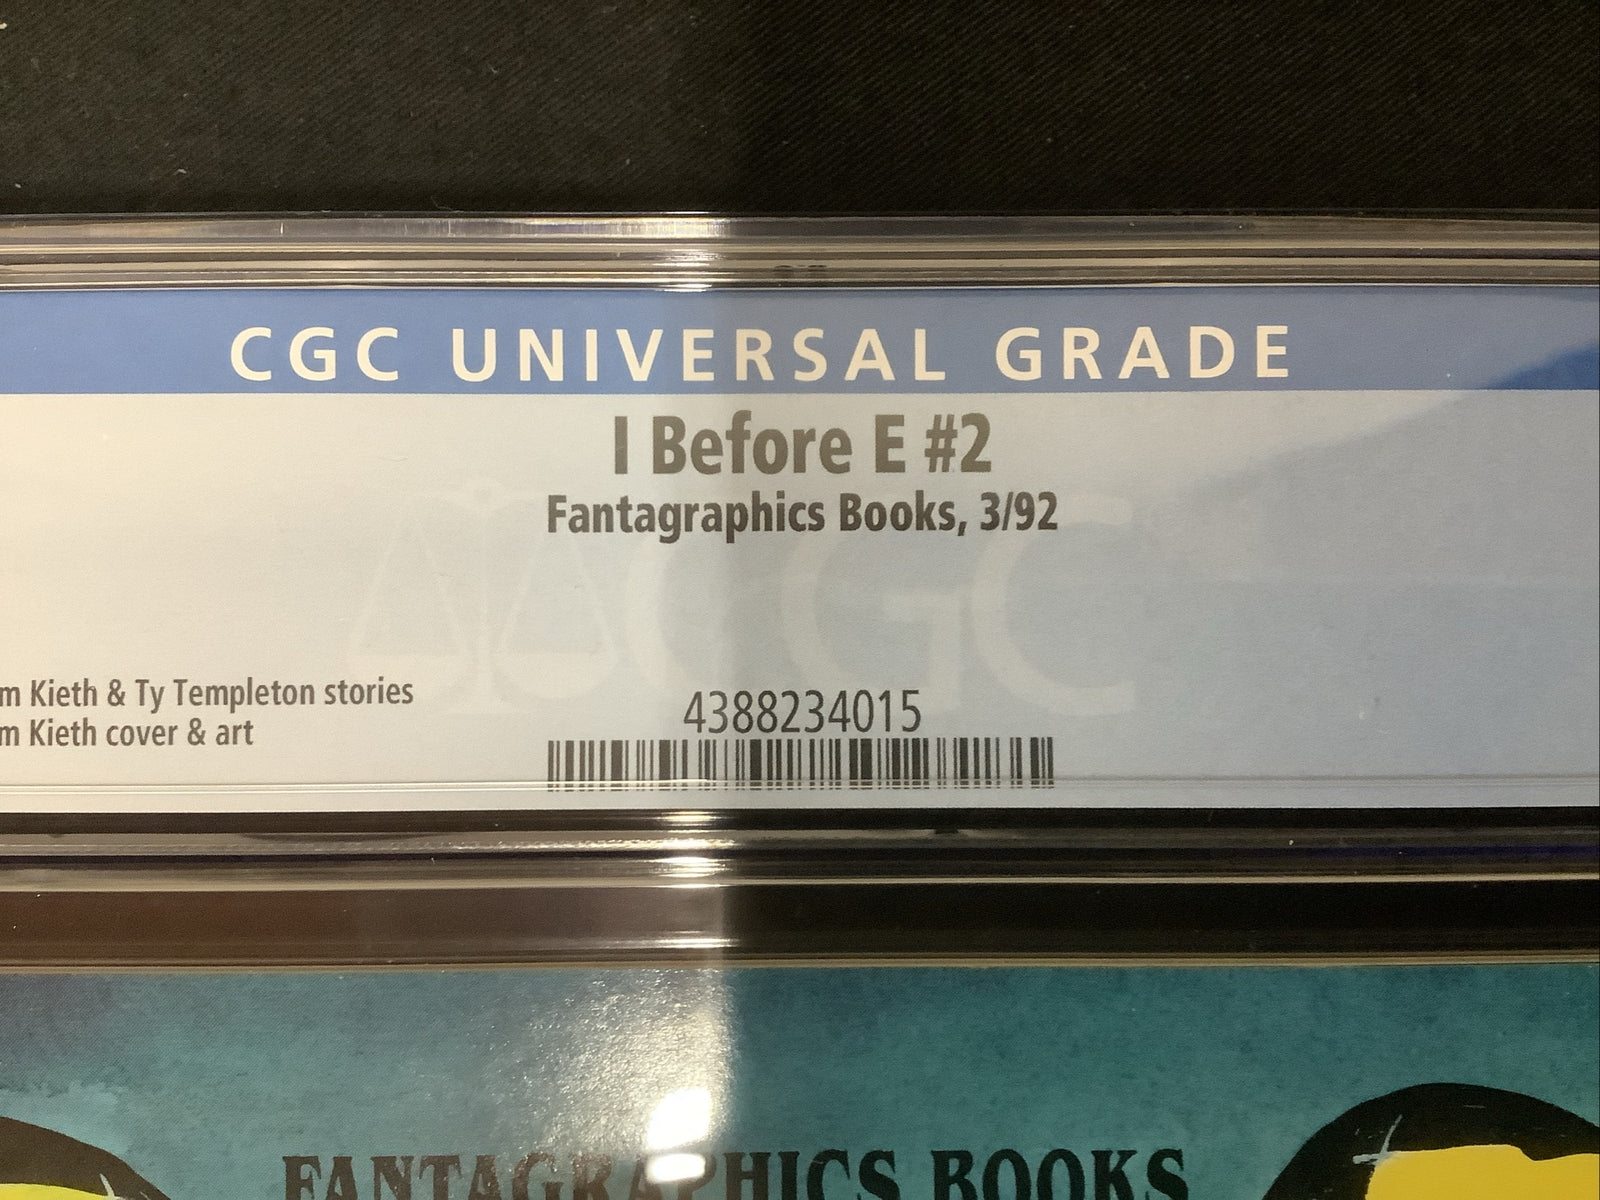 CGC UNIVERSAL GRADE
I Before E #2
Fantagraphics Books, 3/92
CGC
m Kieth & Ty Templeton stories
m Kieth cover & art
4388234015
FANTAGRAPHICS BOOKS